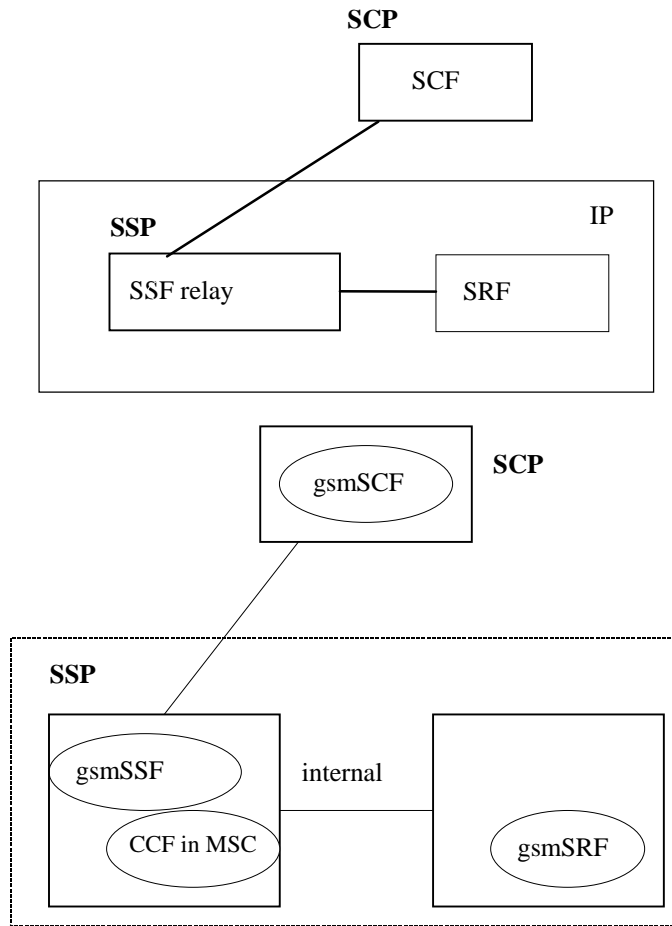 SCP
SCF
IP
SSP
SSF relay
SRF
SCP
gsmSCF
SSP
gsmSSF
internal
CCF in MSC
gsmSRF